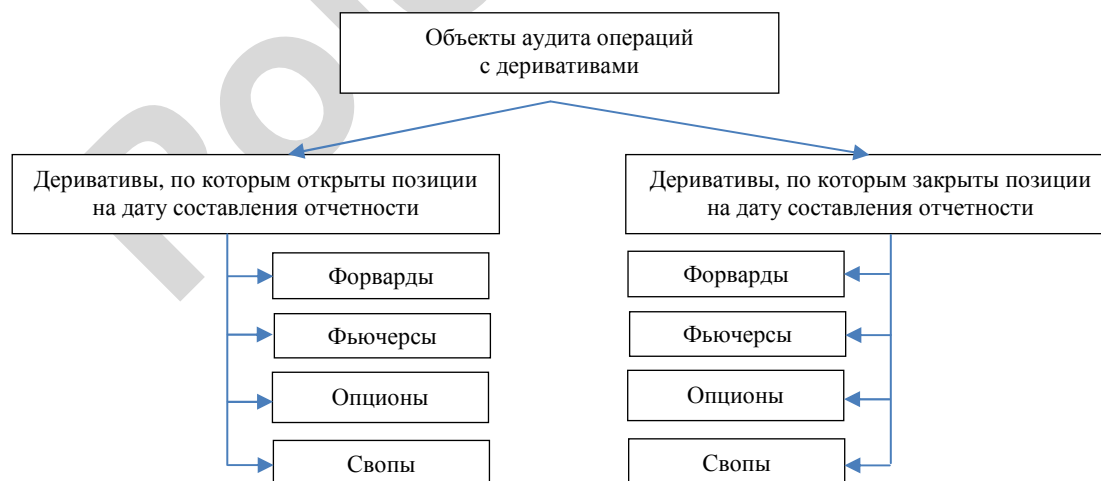 Объекты аудита операций
с деривативами
Деривативы, по которым открыты позиции
на дату составления отчетности
Деривативы, по которым закрыты позиции
на дату составления отчетности
Форварды
Форварды
Фьючерсы
Фьючерсы
Опционы
Опционы
Свопы
Свопы